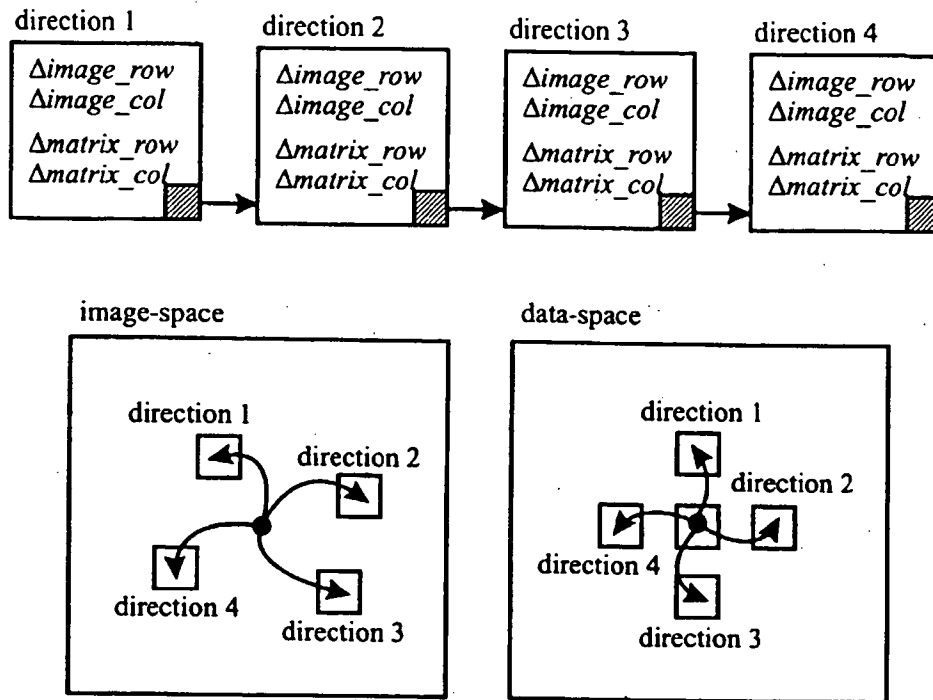 direction 1
Δimage_row
Δimage_col
Δmatrix_row
Δmatrix_col
direction 2
Δimage_row
Δimage_col
Δmatrix_row
Δmatrix_col
direction 3
Δimage_row
Δimage_col
Δmatrix_row
Δmatrix_col
direction 4
Δimage_row
Δimage_col
Δmatrix_row
Δmatrix_col
image-space
direction 1
direction 2
direction 4
direction 3
data-space
direction 1
direction 2
direction 4
direction 3